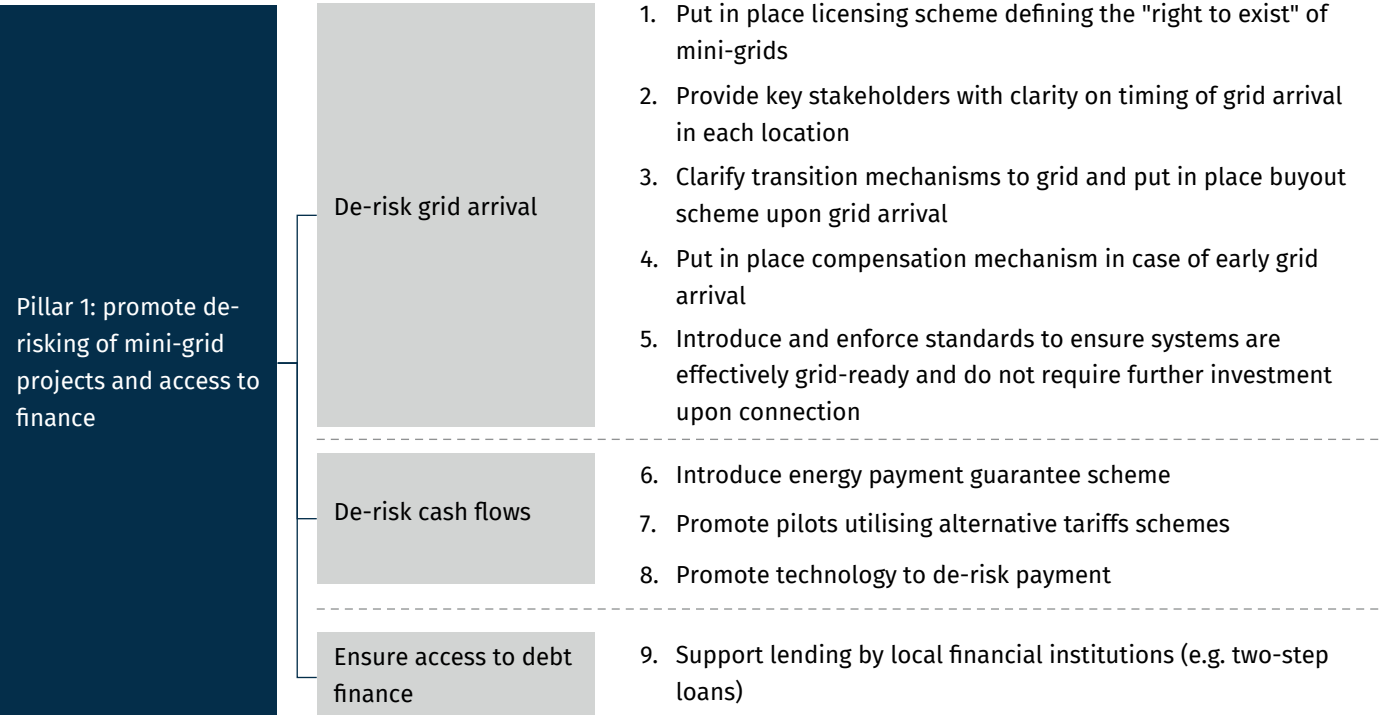 Pillar 1: promote de-
risking of mini-grid
projects and access to
finance
De-risk grid arrival
1. Put in place licensing scheme defining the "right to exist" of
mini-grids
2. Provide key stakeholders with clarity on timing of grid arrival
in each location
3. Clarify transition mechanisms to grid and put in place buyout
scheme upon grid arrival
4. Put in place compensation mechanism in case of early grid
arrival
5. Introduce and enforce standards to ensure systems are
effectively grid-ready and do not require further investment
upon connection
De-risk cash flows
6. Introduce energy payment guarantee scheme
7. Promote pilots utilising alternative tariffs schemes
8. Promote technology to de-risk payment
Ensure access to debt
finance
9. Support lending by local financial institutions (e.g. two-step
loans)